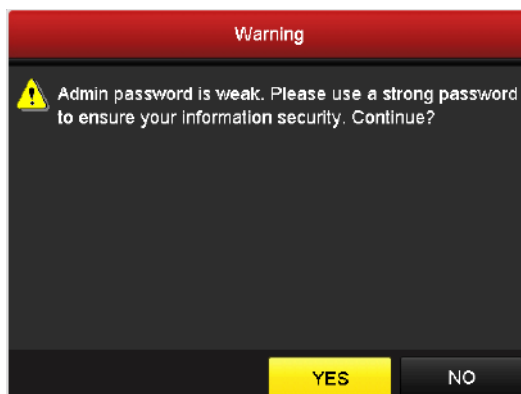 Warning
Admin password is weak. Please use a strong password
to ensure your information security. Continue?
YES
NO